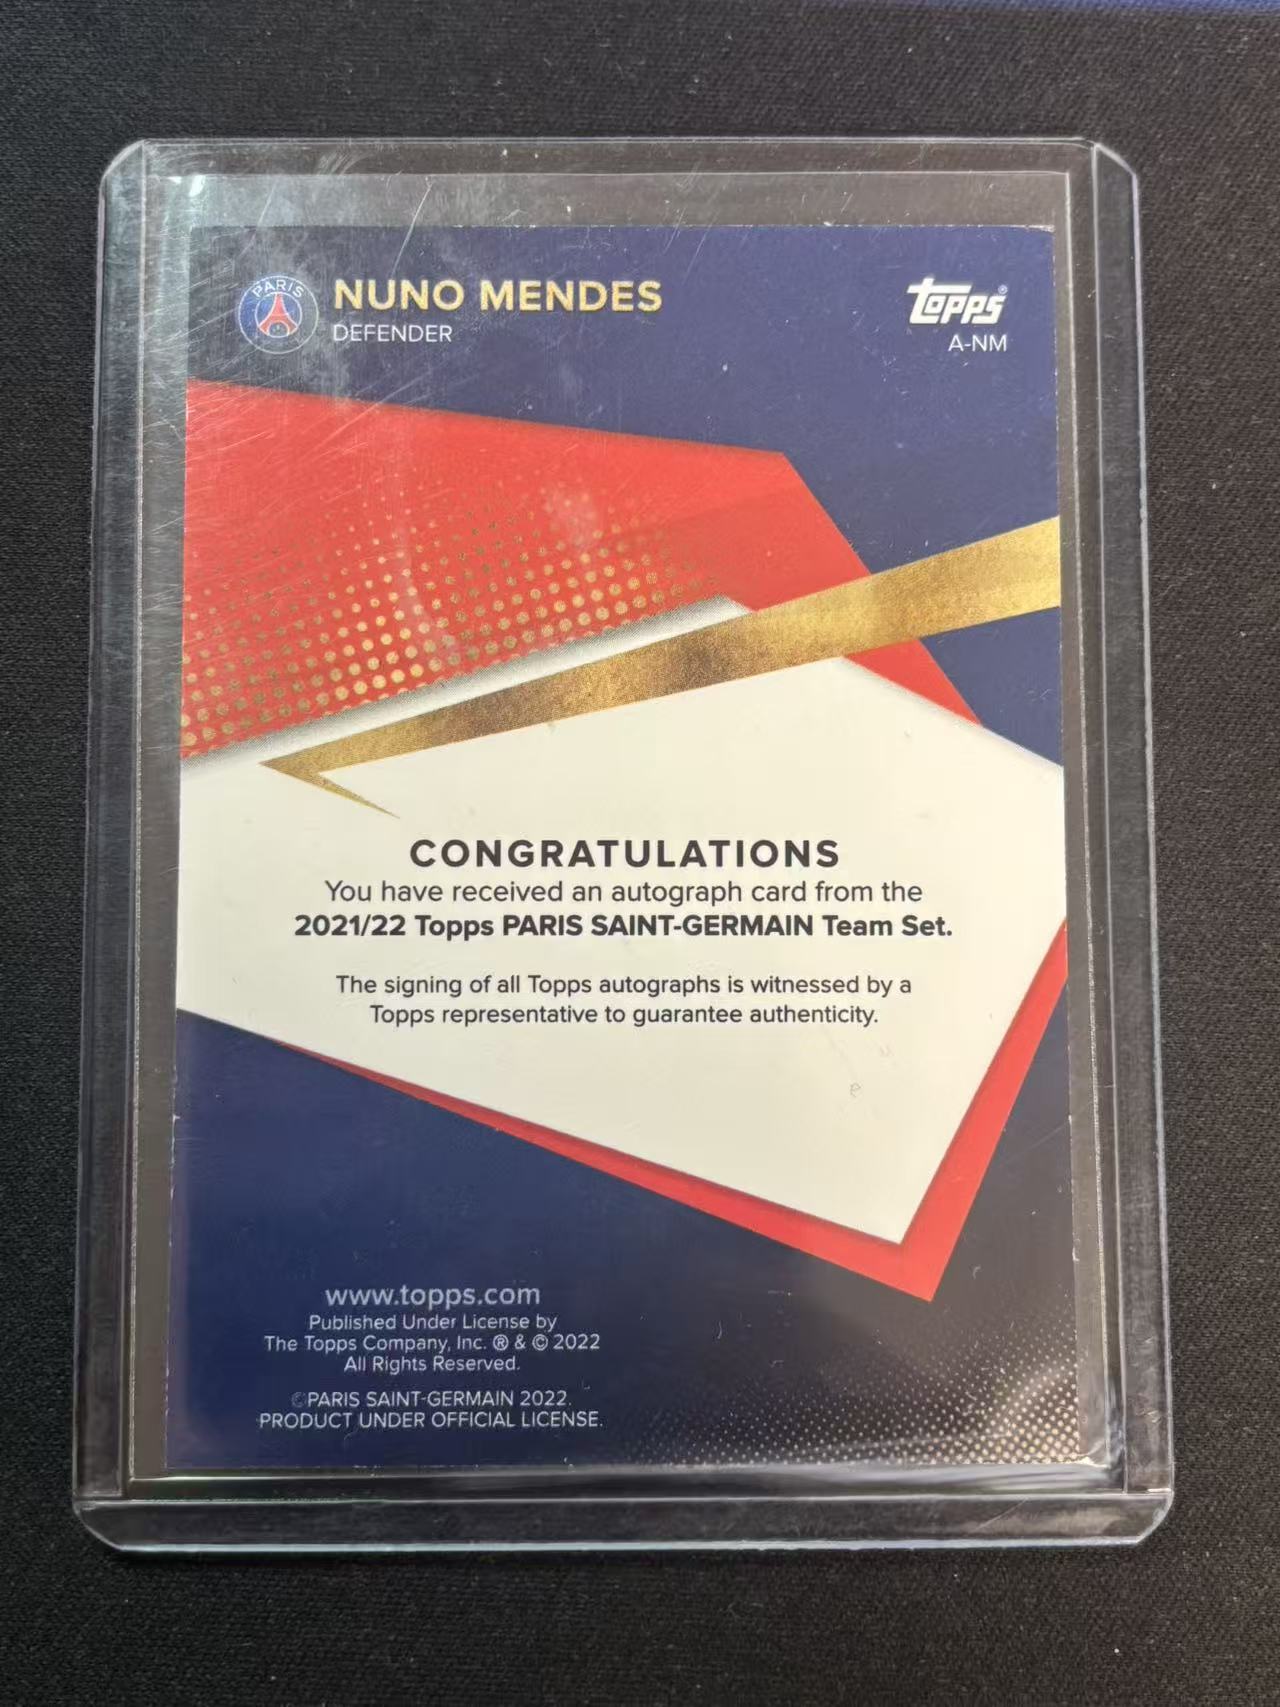 PARIS
NUNO MENDES
DEFENDER
Topps®
A-NM
CONGRATULATIONS
You have received an autograph card from the
2021/22 Topps PARIS SAINT-GERMAIN Team Set.
The signing of all Topps autographs is witnessed by a
Topps representative to guarantee authenticity.
www.topps.com
Published Under License by
The Topps Company, Inc. ® & © 2022
All Rights Reserved.
©PARIS SAINT-GERMAIN 2022.
PRODUCT UNDER OFFICIAL LICENSE.